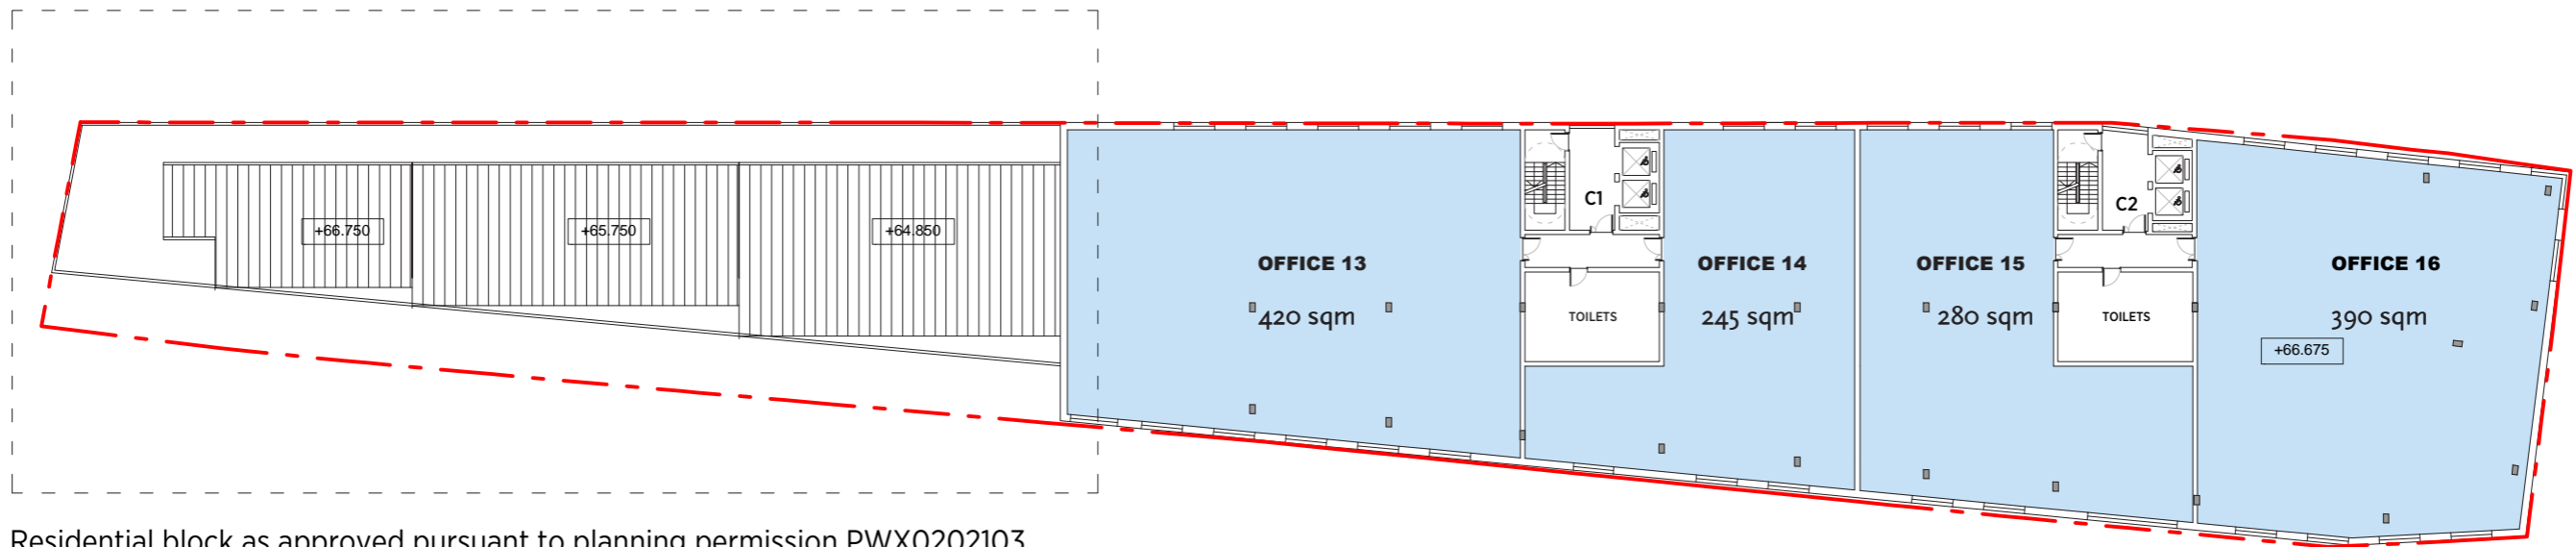 +66.750
+65.750
+64.850
OFFICE 13
420 sqm
C1
TOILETS
OFFICE 14
245 sqm
OFFICE 15
280 sqm
C2
TOILETS
OFFICE 16
390 sqm
+66.675
Residential block as approved pursuant to planning permission PWX0202103